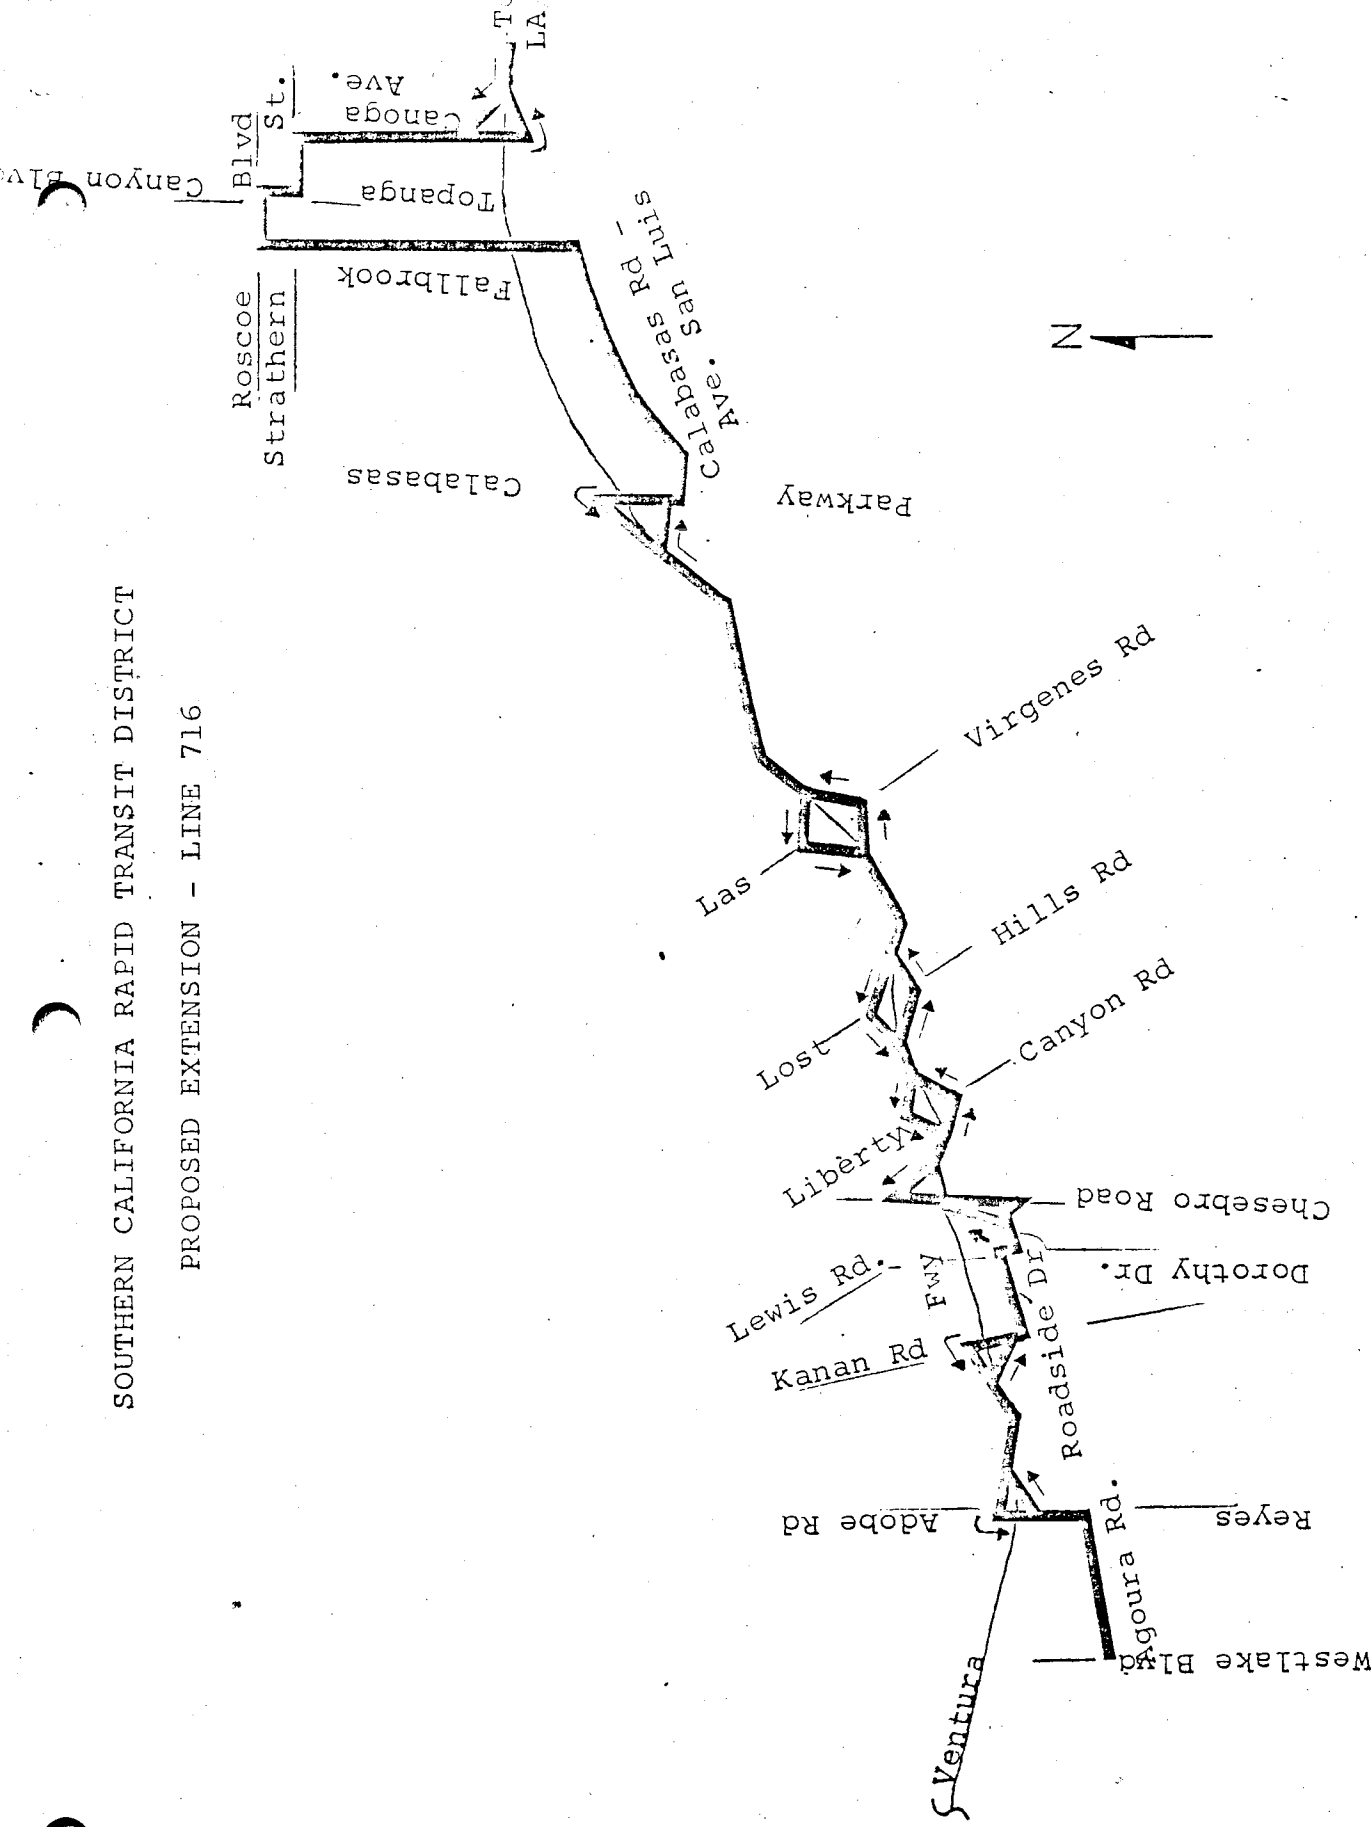 SOUTHERN CALIFORNIA RAPID TRANSIT DISTRICT
PROPOSED EXTENSION - LINE 716
LA
Canoga
Ave.
St.
Blvd
Topanga
Canyon
Fallbrook
Roscoe
Strathern
Calabasas Rd -
Ave. San Luis
Calabasas
Parkway
N
Las
Virgenes Rd
Lost
Hills Rd
Liberty
Canyon Rd
Chesebro Road
Dorothy Dr.
Lewis Rd.
Fwy
Roadside Dr
Kanan Rd
Reyes
Adobe Rd
Agoura Rd.
Westlake Blvd
Ventura